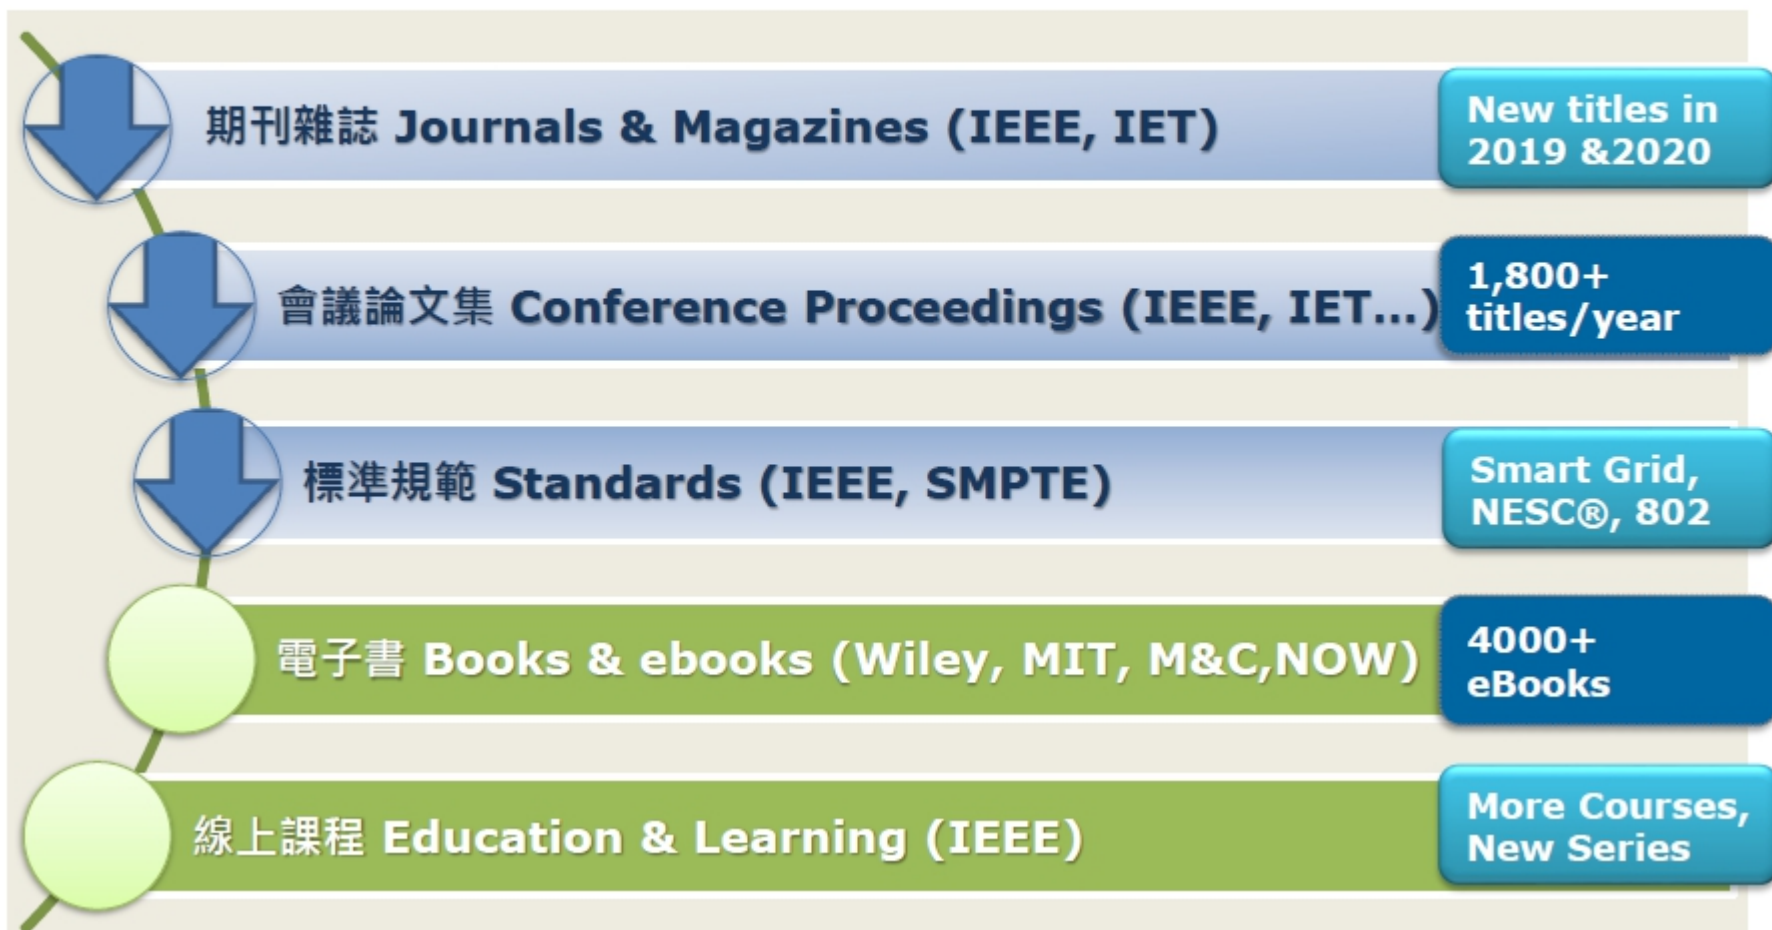 期刊雜誌 Journals & Magazines (IEEE, IET)
New titles in
2019 &2020
會議論文集 Conference Proceedings (IEEE, IET...)
1,800+
titles/year
標準規範 Standards (IEEE, SMPTE)
Smart Grid,
NESC®, 802
電子書 Books & ebooks (Wiley, MIT, M&C,NOW)
4000+
eBooks
線上課程 Education & Learning (IEEE)
More Courses,
New Series